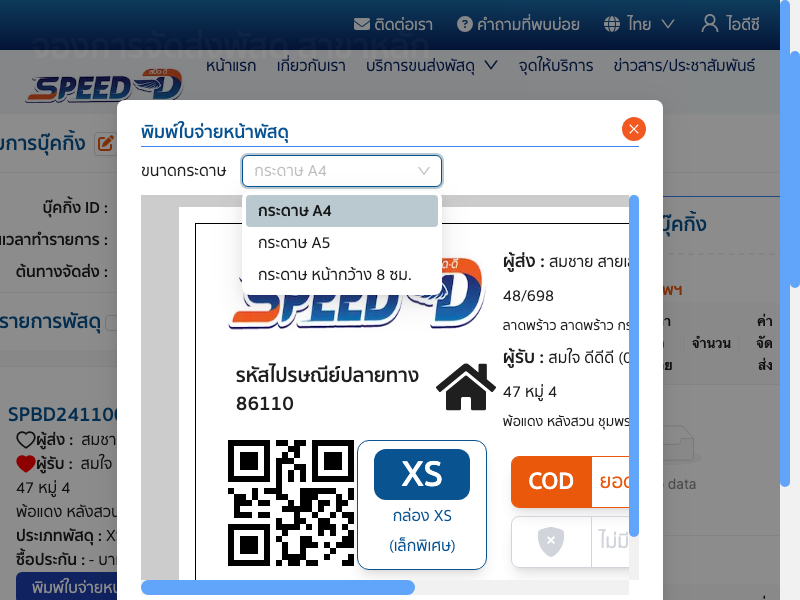 ติดต่อเรา คำถามที่พบบ่อย ไทย ไอดีซี
จองการจัดส่งพัสดุ สาขาหลัก
SPEED-D หน้าแรก เกี่ยวกับเรา บริการขนส่งพัสดุ จุดให้บริการ ข่าวสาร/ประชาสัมพันธ์
พิมพ์ใบจ่ายหน้าพัสดุ
ขนาดกระดาษ กระดาษ A4
กระดาษ A4
กระดาษ A5
กระดาษ หน้ากว้าง 8 ซม.
SPEED-D
ผู้ส่ง : สมชาย
48/698
ลาดพร้าว ลาดพร้าว
ผู้รับ : สมใจ ดีดีดี
47 หมู่ 4
พ้อแดง หลังสวน ชุมพร
รหัสไปรษณีย์ปลายทาง
86110
XS
กล่อง XS
(เล็กพิเศษ)
COD
ไม่มี
การบุ๊คกิ้ง
บุ๊คกิ้ง ID :
เวลาทำรายการ :
ต้นทางจัดส่ง :
รายการพัสดุ
SPBD24110
ผู้ส่ง : สมชา
ผู้รับ : สมใจ
47 หมู่ 4
พ้อแดง หลังสวน
ประเภทพัสดุ :
ซื้อประกัน : - บา
พิมพ์ใบจ่ายห
บุ๊คกิ้ง
จำนวน
ค่า
จัด
ส่ง
data